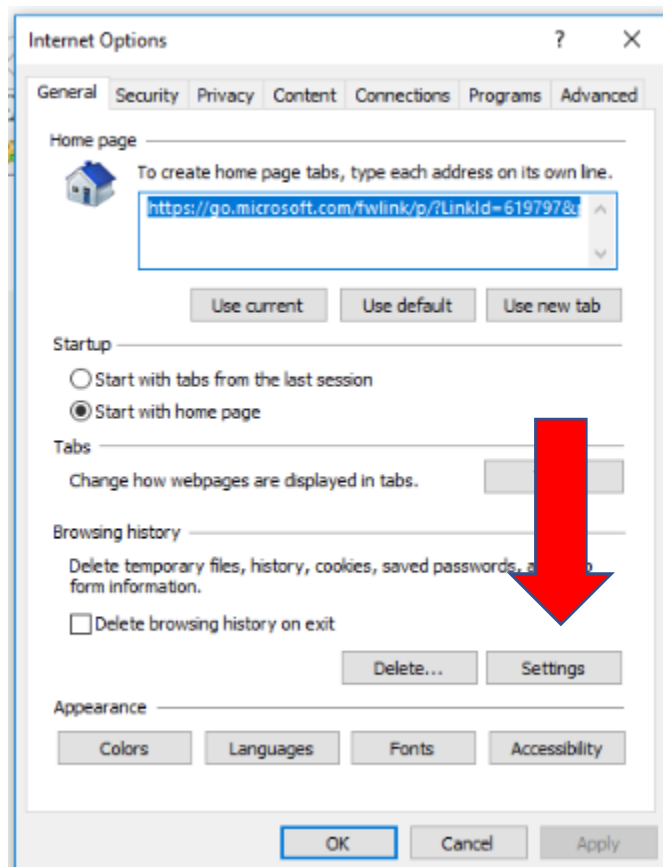 Internet Options
General Security Privacy Content Connections Programs Advanced
Home page
To create home page tabs, type each address on its own line.
https://go.microsoft.com/fwlink/p/?LinkId=619797&
Use current Use default Use new tab
Startup
Start with tabs from the last session
Start with home page
Tabs
Change how webpages are displayed in tabs.
Browsing history
Delete temporary files, history, cookies, saved passwords,
form information.
Delete browsing history on exit
Delete... Settings
Appearance
Colors Languages Fonts Accessibility
OK Cancel Apply